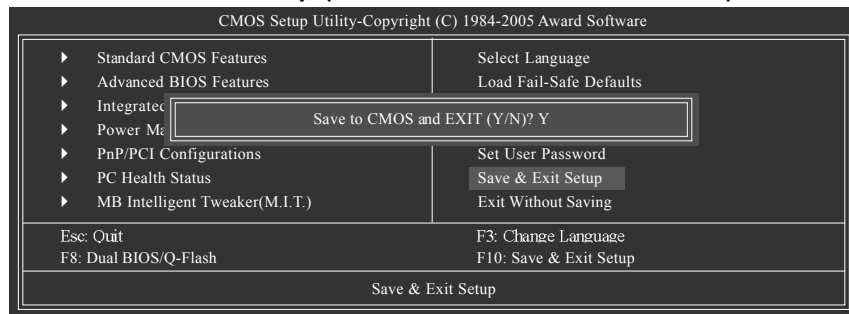 CMOS Setup Utility-Copyright (C) 1984-2005 Award Software
Standard CMOS Features
Select Language
Advanced BIOS Features
Load Fail-Safe Defaults
Integrated
Save to CMOS and EXIT (Y/N)? Y
Power Ma
PnP/PCI Configurations
Set User Password
PC Health Status
Save & Exit Setup
MB Intelligent Tweaker(M.I.T.)
Exit Without Saving
Esc: Quit
F3: Change Language
F8: Dual BIOS/Q-Flash
F10: Save & Exit Setup
Save & Exit Setup